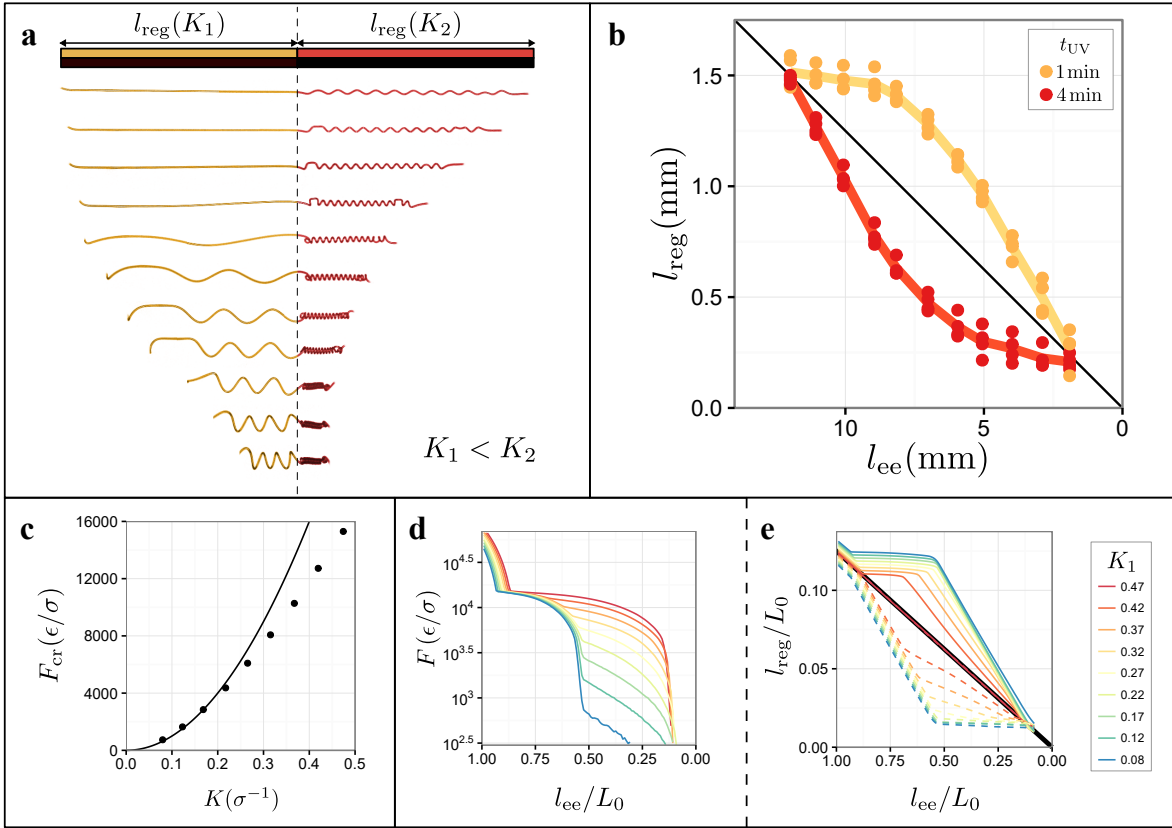 a
l_reg(K_1)
l_reg(K_2)
K_1 < K_2
b
l_reg(mm)
1.5
1.0
0.5
0.0
10
5
0
l_ee(mm)
t_UV
1 min
4 min
c
F_cr(ϵ/σ)
16000
12000
8000
4000
0
0.0 0.1 0.2 0.3 0.4 0.5
K(σ^{-1})
d
F(ϵ/σ)
10^{4.5}
10^4
10^{3.5}
10^3
10^{2.5}
1.00 0.75 0.50 0.25 0.00
l_ee/L_0
e
l_reg/L_0
0.10
0.05
0.00
1.00 0.75 0.50 0.25 0.00
l_ee/L_0
K_1
0.47
0.42
0.37
0.32
0.27
0.22
0.17
0.12
0.08